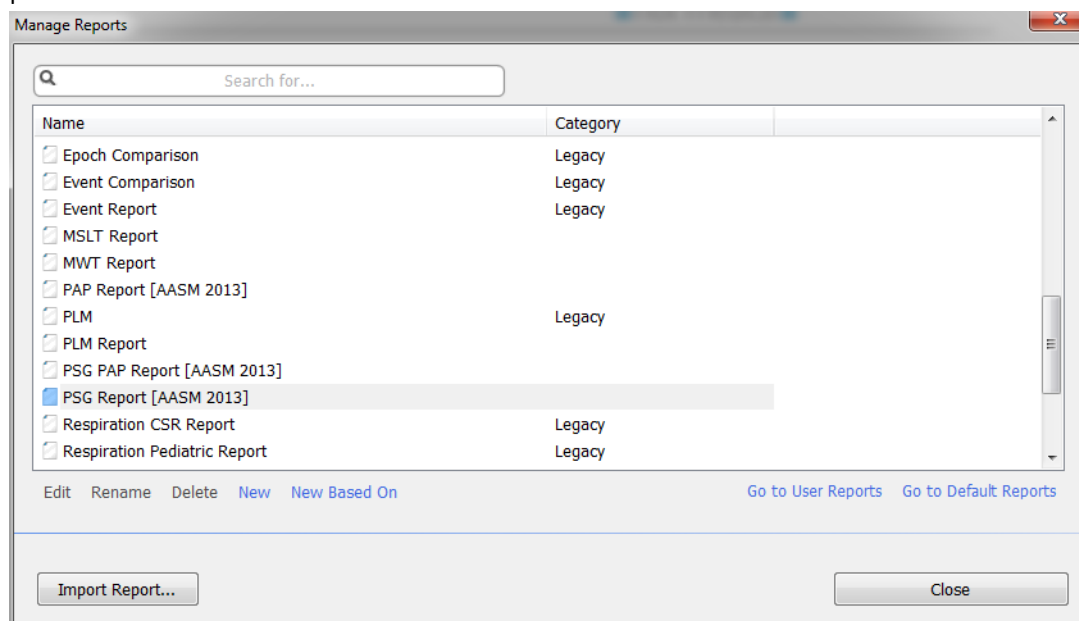 Manage Reports
Search for...
Name Category
Epoch Comparison Legacy
Event Comparison Legacy
Event Report Legacy
MSLT Report
MWT Report
PAP Report [AASM 2013]
PLM Legacy
PLM Report
PSG PAP Report [AASM 2013]
PSG Report [AASM 2013]
Respiration CSR Report Legacy
Respiration Pediatric Report Legacy
Edit Rename Delete New New Based On Go to User Reports Go to Default Reports
Import Report... Close